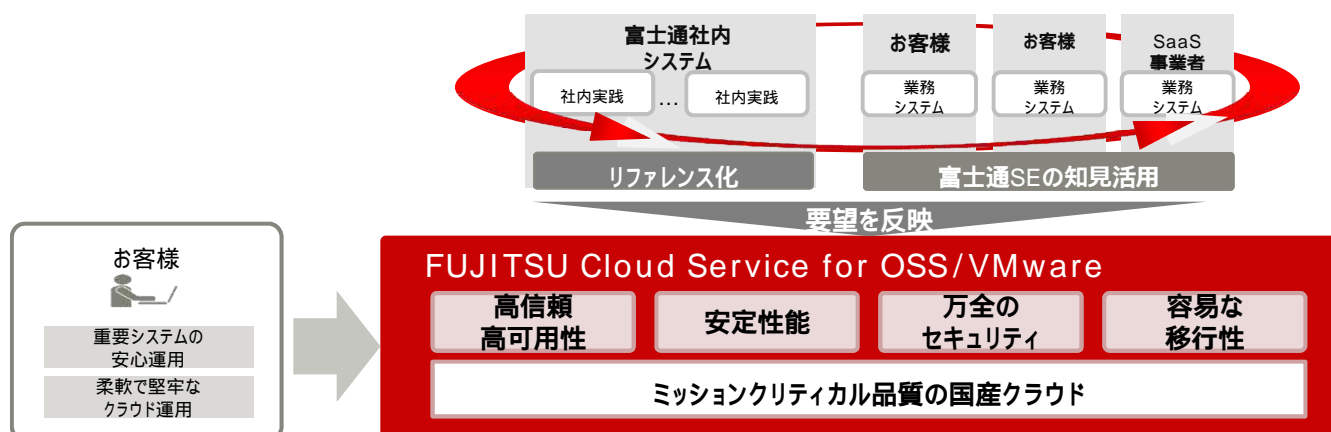 富士通社内
システム
社内実践
…
社内実践
お客様
業務
システム
お客様
業務
システム
SaaS
事業者
業務
システム
リファレンス化
富士通SEの知見活用
要望を反映
お客様
重要システムの
安心運用
柔軟で堅牢な
クラウド運用
FUJITSU Cloud Service for OSS/VMware
高信頼
高可用性
安定性能
万全の
セキュリティ
容易な
移行性
ミッションクリティカル品質の国産クラウド